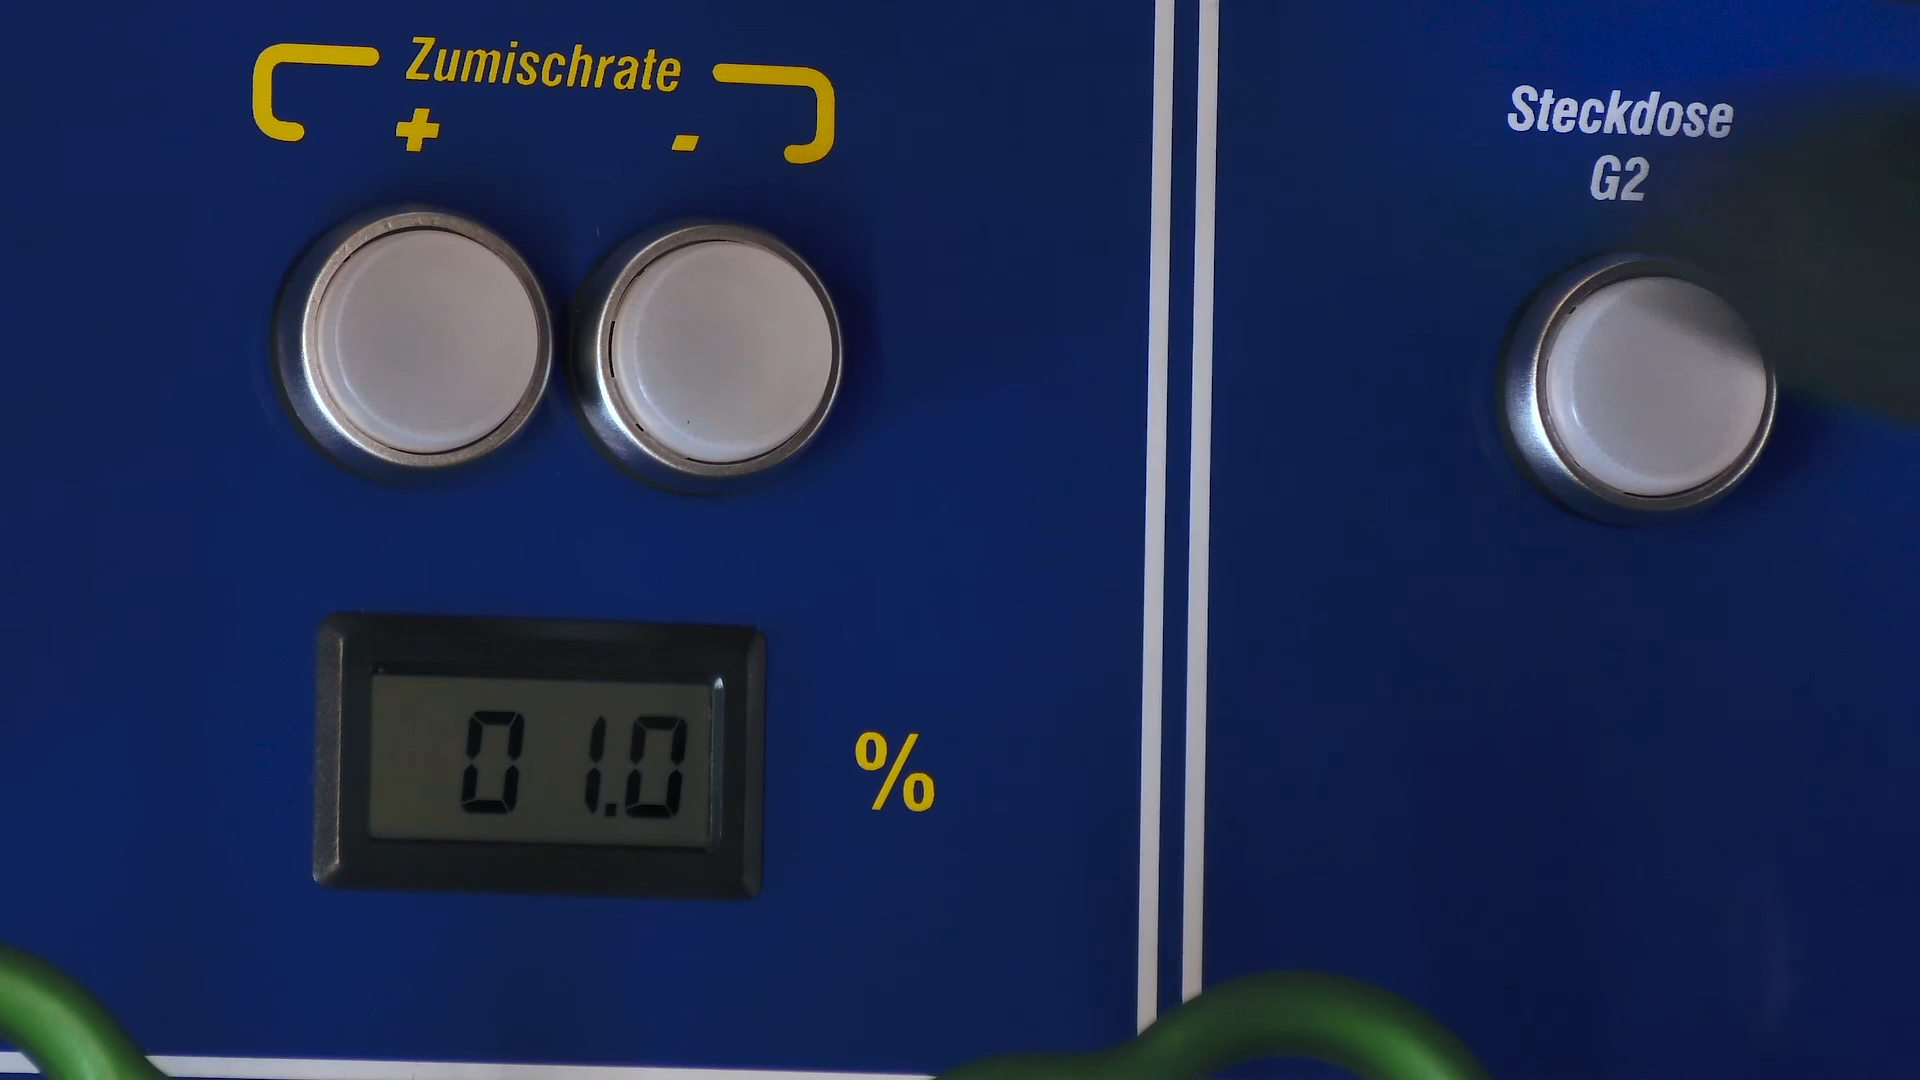 Zumischrate
+ -
Steckdose
G2
01.0 %